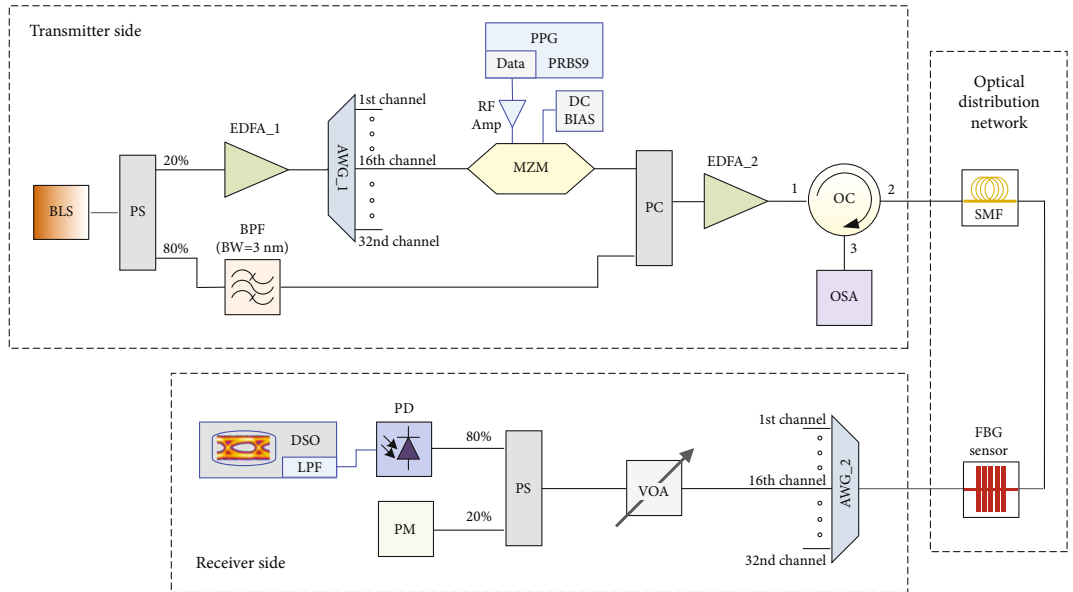 Transmitter side
PPG
Data
PRBS9
RF
Amp
DC
BIAS
1st channel
EDFA_1
AWG_1
20%
16th channel
MZM
EDFA_2
BLS
PS
PC
1
OC
2
80%
BPF
(BW=3 nm)
32nd channel
3
OSA
Optical
distribution
network
SMF
FBG
sensor
Receiver side
DSO
LPF
PD
80%
PS
PM
20%
VOA
1st channel
16th channel
AWG_2
32nd channel